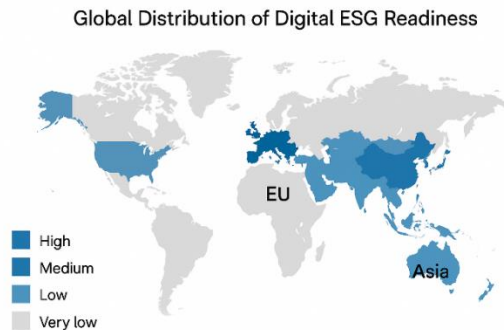 Global Distribution of Digital ESG Readiness
EU
Asia
High
Medium
Low
Very low